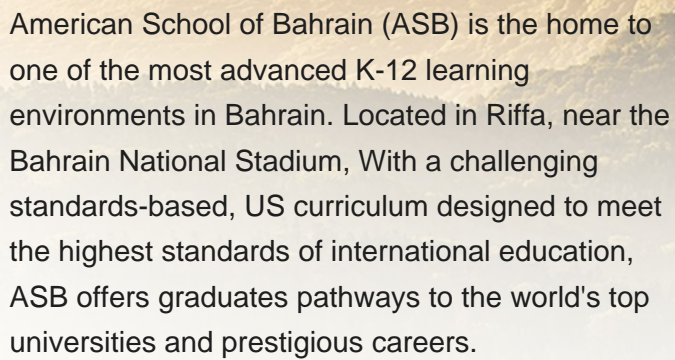 American School of Bahrain (ASB) is the home to
one of the most advanced K-12 learning
environments in Bahrain. Located in Riffa, near the
Bahrain National Stadium, With a challenging
standards-based, US curriculum designed to meet
the highest standards of international education,
ASB offers graduates pathways to the world's top
universities and prestigious careers.